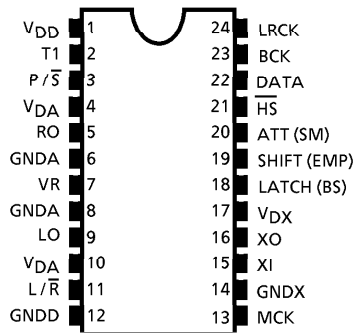 VDD 1 24 LRCK
T1 2 23 BCK
P/S̅ 3 22 DATA
VDA 4 21 H̅S̅
RO 5 20 ATT (SM)
GNDA 6 19 SHIFT (EMP)
VR 7 18 LATCH (BS)
GNDA 8 17 VDX
LO 9 16 XO
VDA 10 15 XI
L/R̅ 11 14 GNDX
GNDD 12 13 MCK